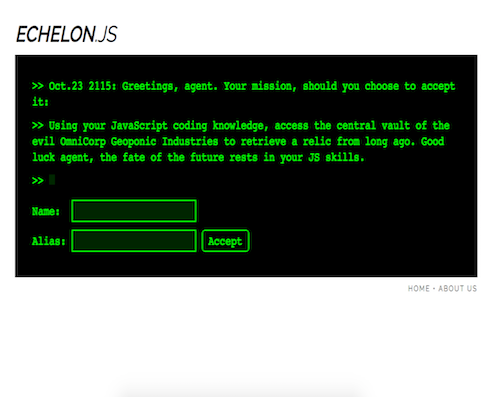 ECHELON.JS
>> Oct.23 2115: Greetings, agent. Your mission, should you choose to accept
it:
>> Using your JavaScript coding knowledge, access the central vault of the
evil OmniCorp Geoponic Industries to retrieve a relic from long ago. Good
luck agent, the fate of the future rests in your JS skills.
>>
Name:
Alias: Accept
HOME • ABOUT US